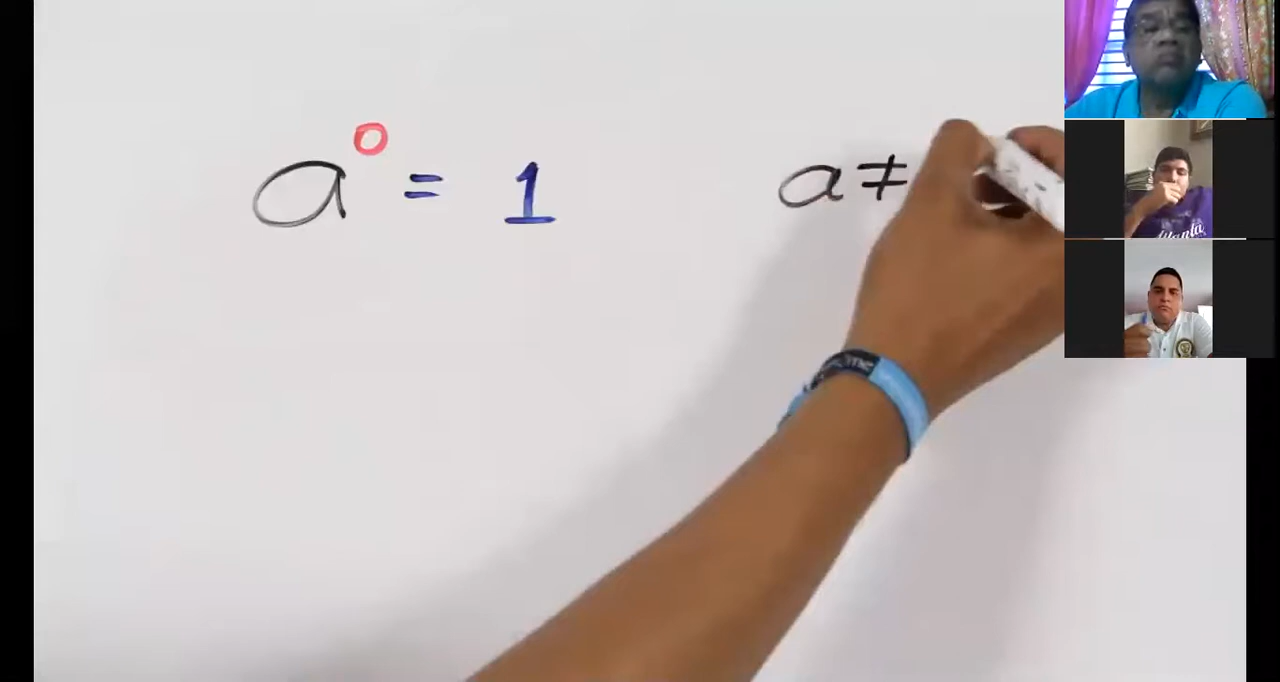 a⁰ = 1
a ≠